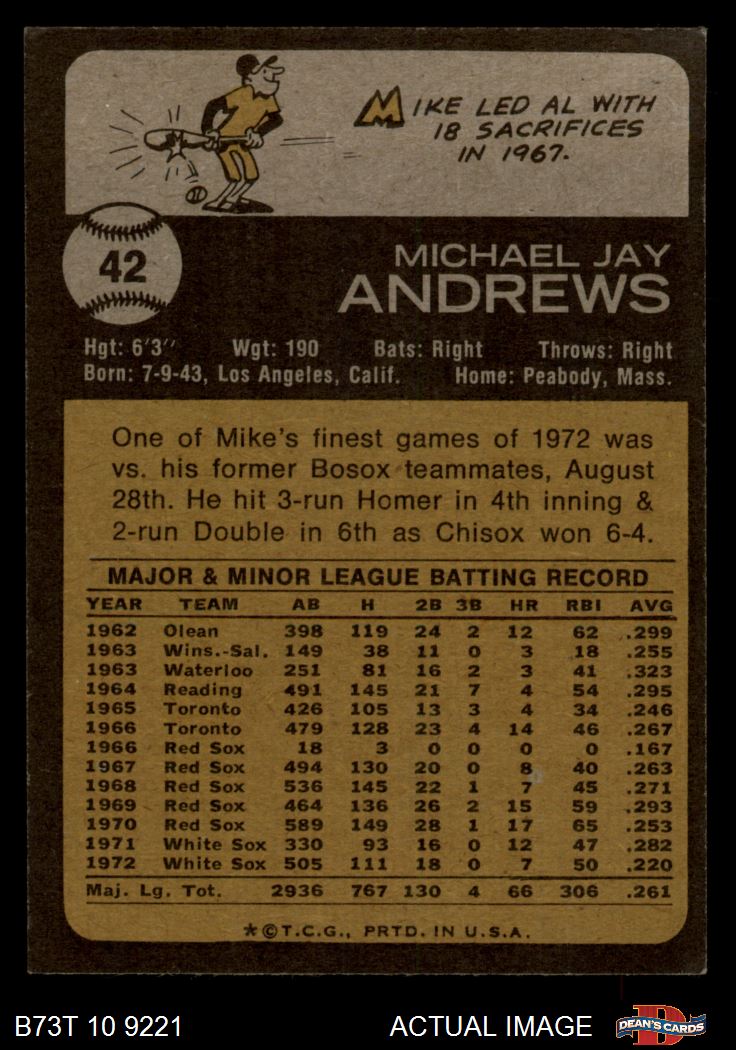 MIKE LED AL WITH
18 SACRIFICES
IN 1967.
42
MICHAEL JAY
ANDREWS
Hgt: 6'3" Wgt: 190 Bats: Right Throws: Right
Born: 7-9-43, Los Angeles, Calif. Home: Peabody, Mass.
One of Mike's finest games of 1972 was
vs. his former Bosox teammates, August
28th. He hit 3-run Homer in 4th inning &
2-run Double in 6th as Chisox won 6-4.
MAJOR & MINOR LEAGUE BATTING RECORD
YEAR TEAM AB H 2B 3B HR RBI AVG
1962 Olean 398 119 24 2 12 62 .299
1963 Wins.-Sal. 149 38 11 0 3 18 .255
1963 Waterloo 251 81 16 2 3 41 .323
1964 Reading 491 145 21 7 4 54 .295
1965 Toronto 426 105 13 3 4 34 .246
1966 Toronto 479 128 23 4 14 46 .267
1966 Red Sox 18 3 0 0 0 0 .167
1967 Red Sox 494 130 20 0 8 40 .263
1968 Red Sox 536 145 22 1 7 45 .271
1969 Red Sox 464 136 26 2 15 59 .293
1970 Red Sox 589 149 28 1 17 65 .253
1971 White Sox 330 93 16 0 12 47 .282
1972 White Sox 505 111 18 0 7 50 .220
Maj. Lg. Tot. 2936 767 130 4 66 306 .261
*©T.C.G., PRTD. IN U.S.A.
B73T 10 9221 ACTUAL IMAGE D DEAN'S CARDS